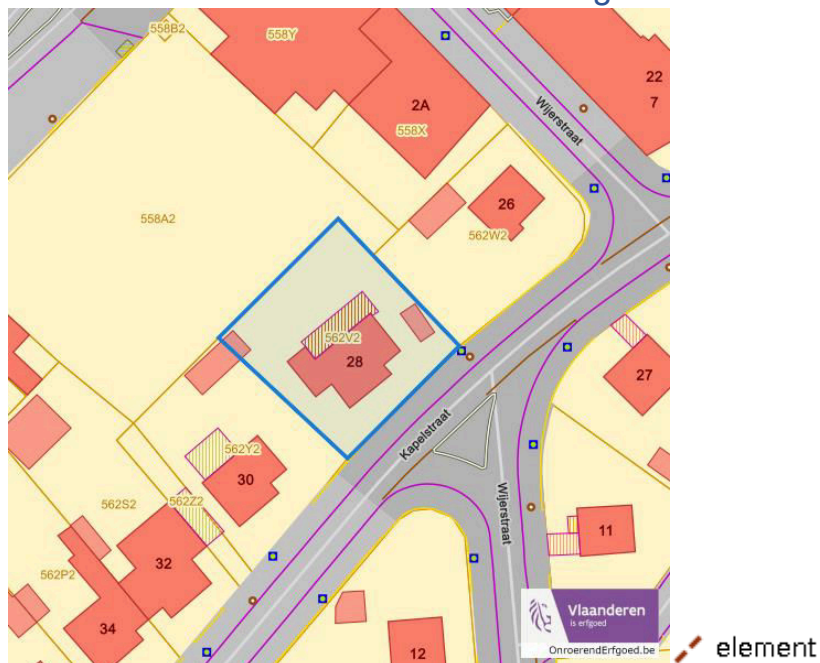 558B2
558Y
22
7
2A
558X
Wijerstraat
558A2
26
562W2
562V2
28
27
Kapelstraat
562Y2
30
562S2
562Z2
Wijerstraat
11
32
562P2
34
12
Vlaanderen
is erfgoed
OnroerendErfgoed.be
element